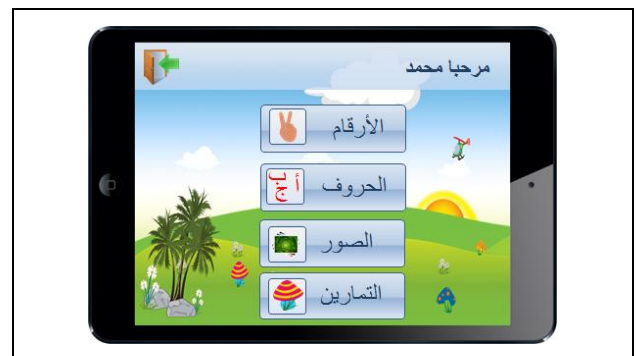 مرحبا محمد
الأرقام
الحروف
أ ب ج
الصور
التمارين